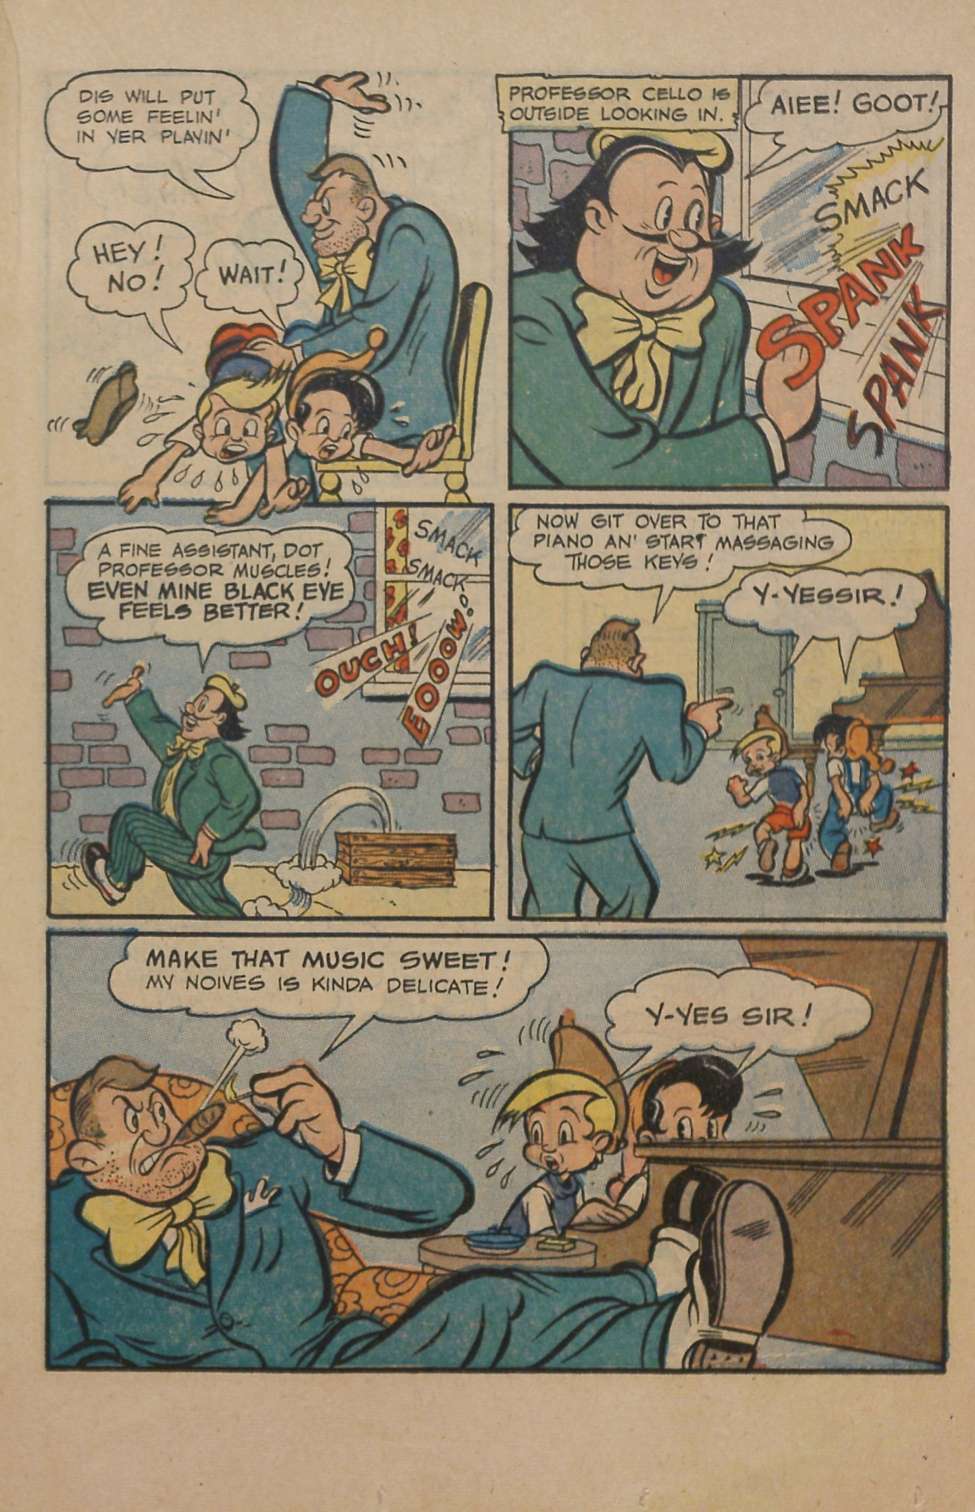 DIS WILL PUT
SOME FEELIN'
IN YER PLAYIN'
HEY!
NO!
WAIT!
PROFESSOR CELLO IS
OUTSIDE LOOKING IN.
AIEE! GOOT!
SMACK
SPANK
SPANK
A FINE ASSISTANT, DOT
PROFESSOR MUSCLES!
EVEN MINE BLACK EYE
FEELS BETTER!
SMACK
SMACK
OUCH!
EOOOW!
NOW GIT OVER TO THAT
PIANO AN' START MASSAGING
THOSE KEYS!
Y-YESSIR!
MAKE THAT MUSIC SWEET!
MY NOIVES IS KINDA DELICATE!
Y-YES SIR!